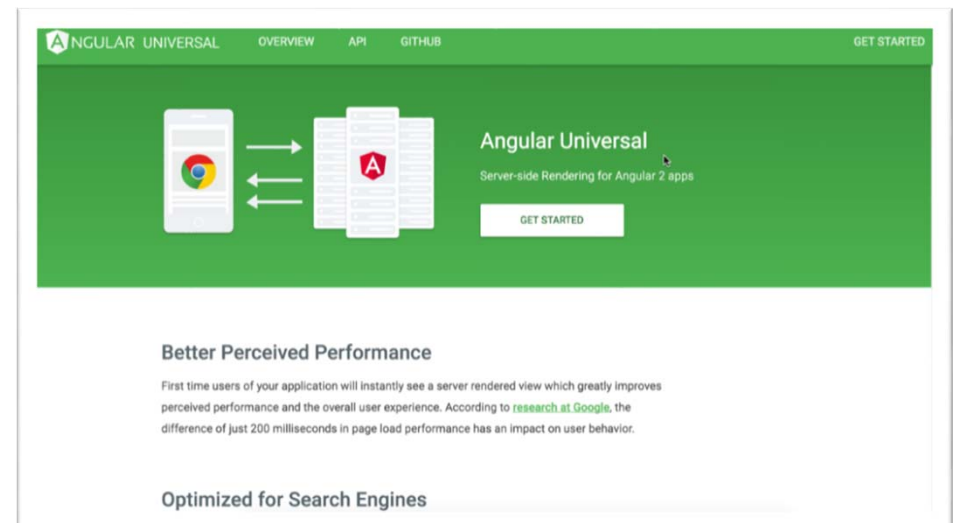 ANGULAR UNIVERSAL OVERVIEW API GITHUB GET STARTED
Angular Universal
Server-side Rendering for Angular 2 apps
GET STARTED
Better Perceived Performance
First time users of your application will instantly see a server rendered view which greatly improves
perceived performance and the overall user experience. According to research at Google, the
difference of just 200 milliseconds in page load performance has an impact on user behavior.
Optimized for Search Engines